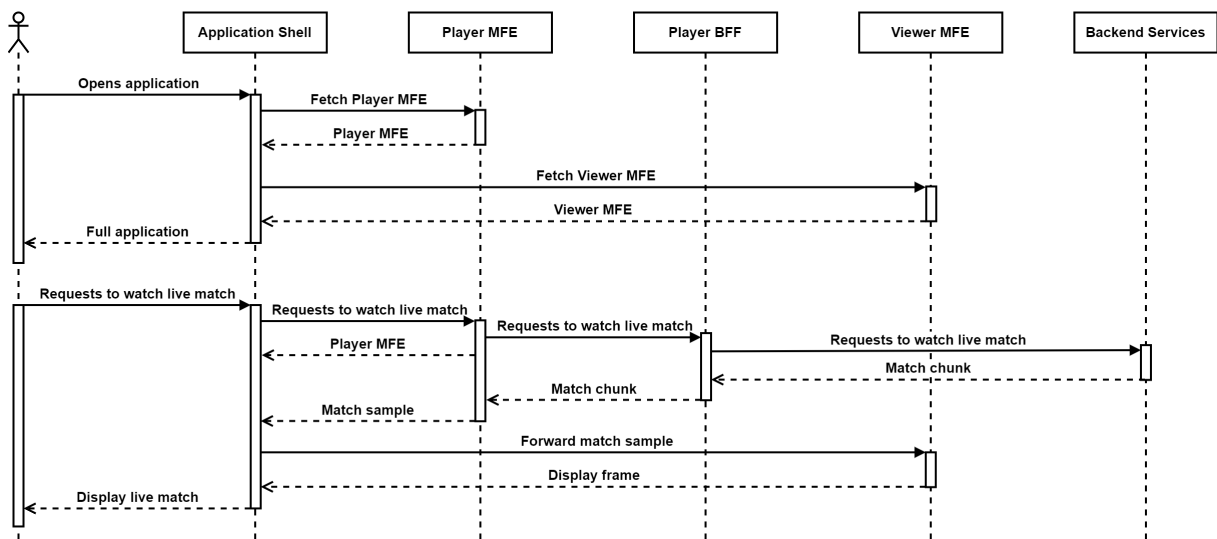 Application Shell
Player MFE
Player BFF
Viewer MFE
Backend Services
Opens application
Fetch Player MFE
Player MFE
Fetch Viewer MFE
Viewer MFE
Full application
Requests to watch live match
Requests to watch live match
Requests to watch live match
Requests to watch live match
Player MFE
Match chunk
Match chunk
Match sample
Forward match sample
Display frame
Display live match